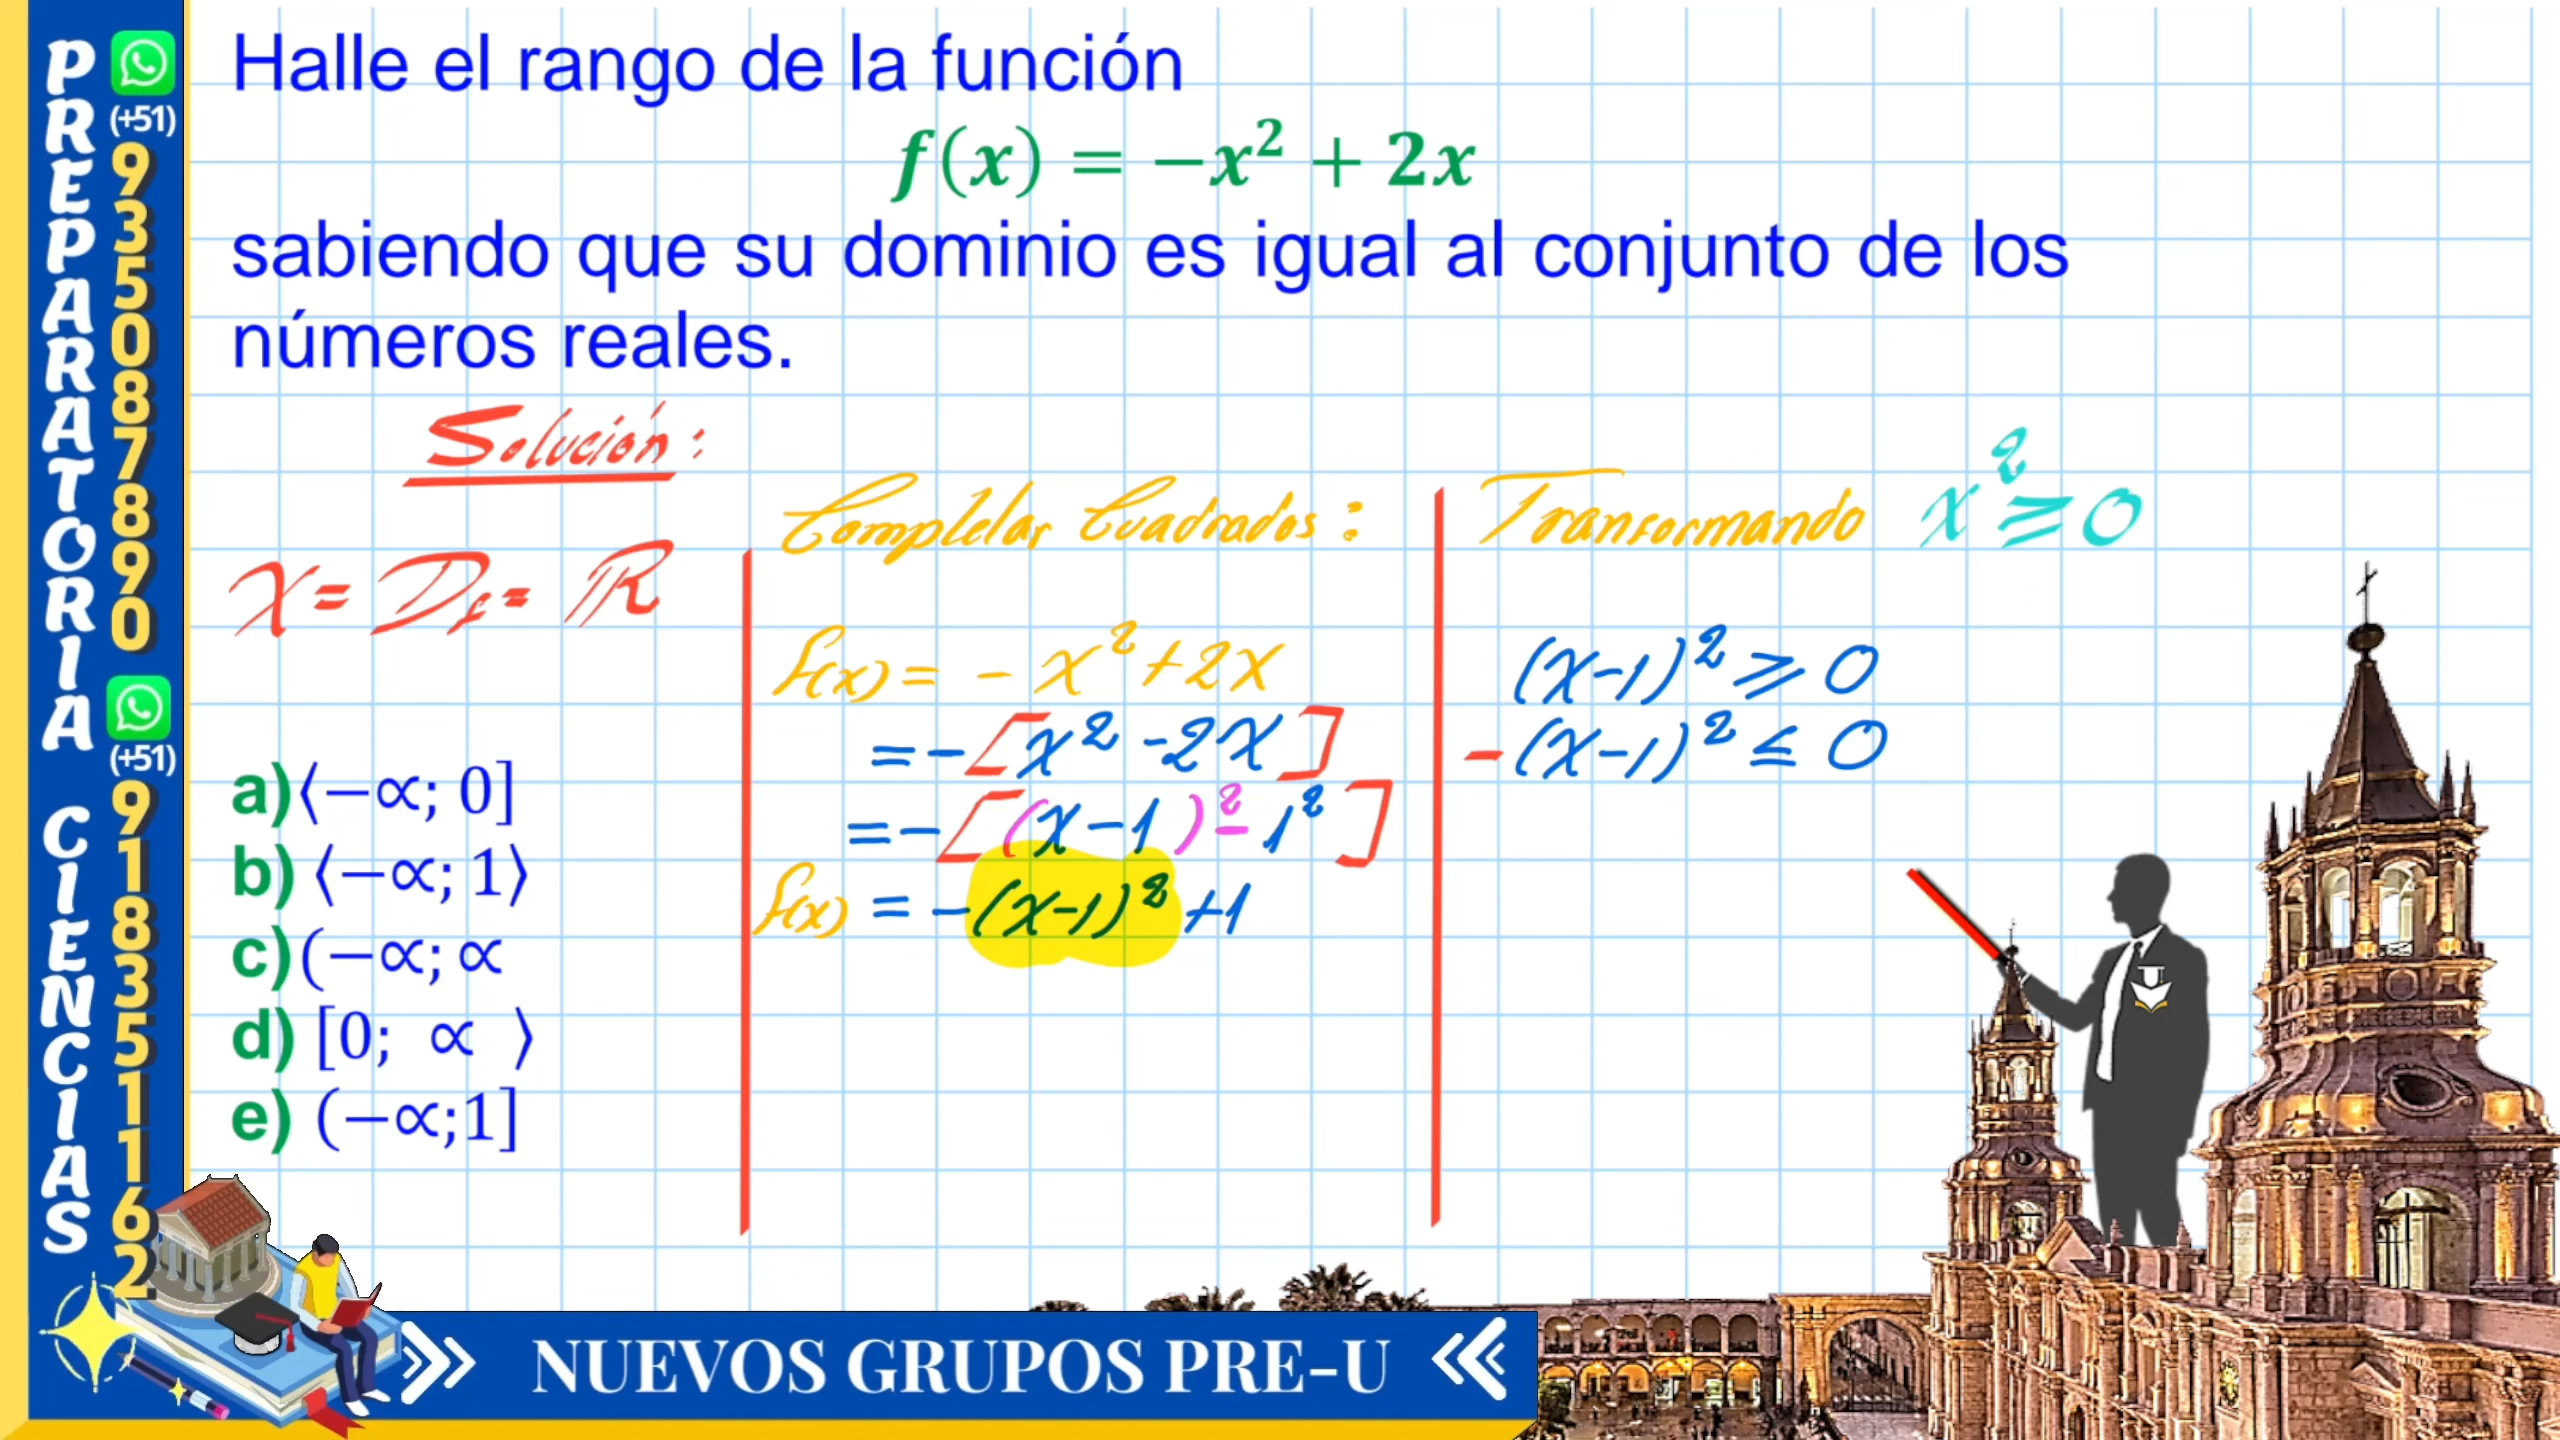 PREPARATORIA CIENCIAS
(+51)
935087890
(+51)
918351162
Halle el rango de la función
f(x) = −x² + 2x
sabiendo que su dominio es igual al conjunto de los
números reales.
Solución:
x = D_f = ℝ
a)⟨−∝; 0]
b) ⟨−∝; 1⟩
c)(−∝; ∝
d) [0; ∝ ⟩
e) (−∝;1]
Completar Cuadrados:
f(x) = - x² + 2x
= -[x² - 2x]
= -[(x-1)² - 1²]
f(x) = -(x-1)² + 1
Transformando x² ≥ 0
(x-1)² ≥ 0
-(x-1)² ≤ 0
NUEVOS GRUPOS PRE-U